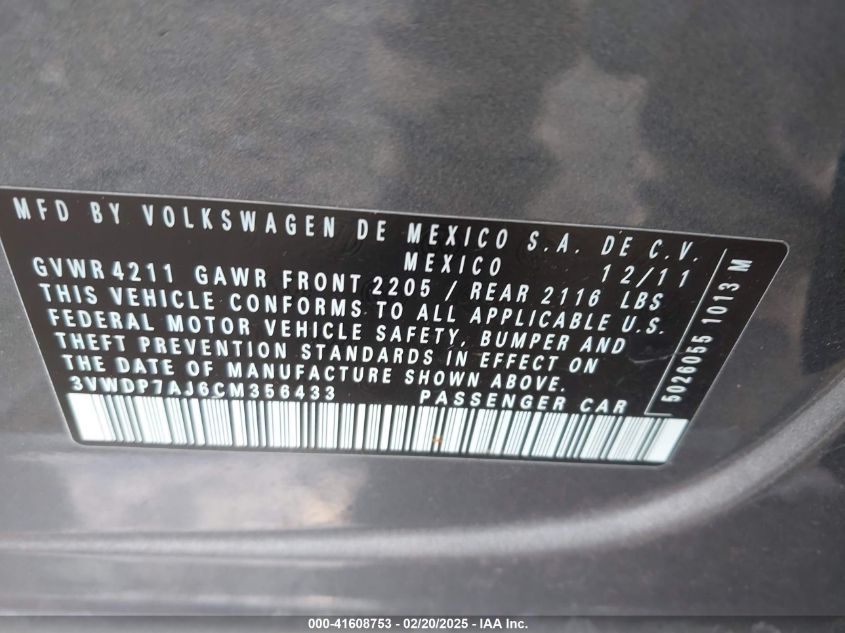 MFD BY VOLKSWAGEN DE MEXICO S.A. DE C.V.
MEXICO 12/11
GVWR 4211 GAWR FRONT 2205 / REAR 2116 LBS
THIS VEHICLE CONFORMS TO ALL APPLICABLE U.S.
FEDERAL MOTOR VEHICLE SAFETY, BUMPER AND
THEFT PREVENTION STANDARDS IN EFFECT ON
THE DATE OF MANUFACTURE SHOWN ABOVE.
3VWDP7AJ6CM356433 PASSENGER CAR
5026055 1013 M
000-41608753 - 02/20/2025 - IAA Inc.